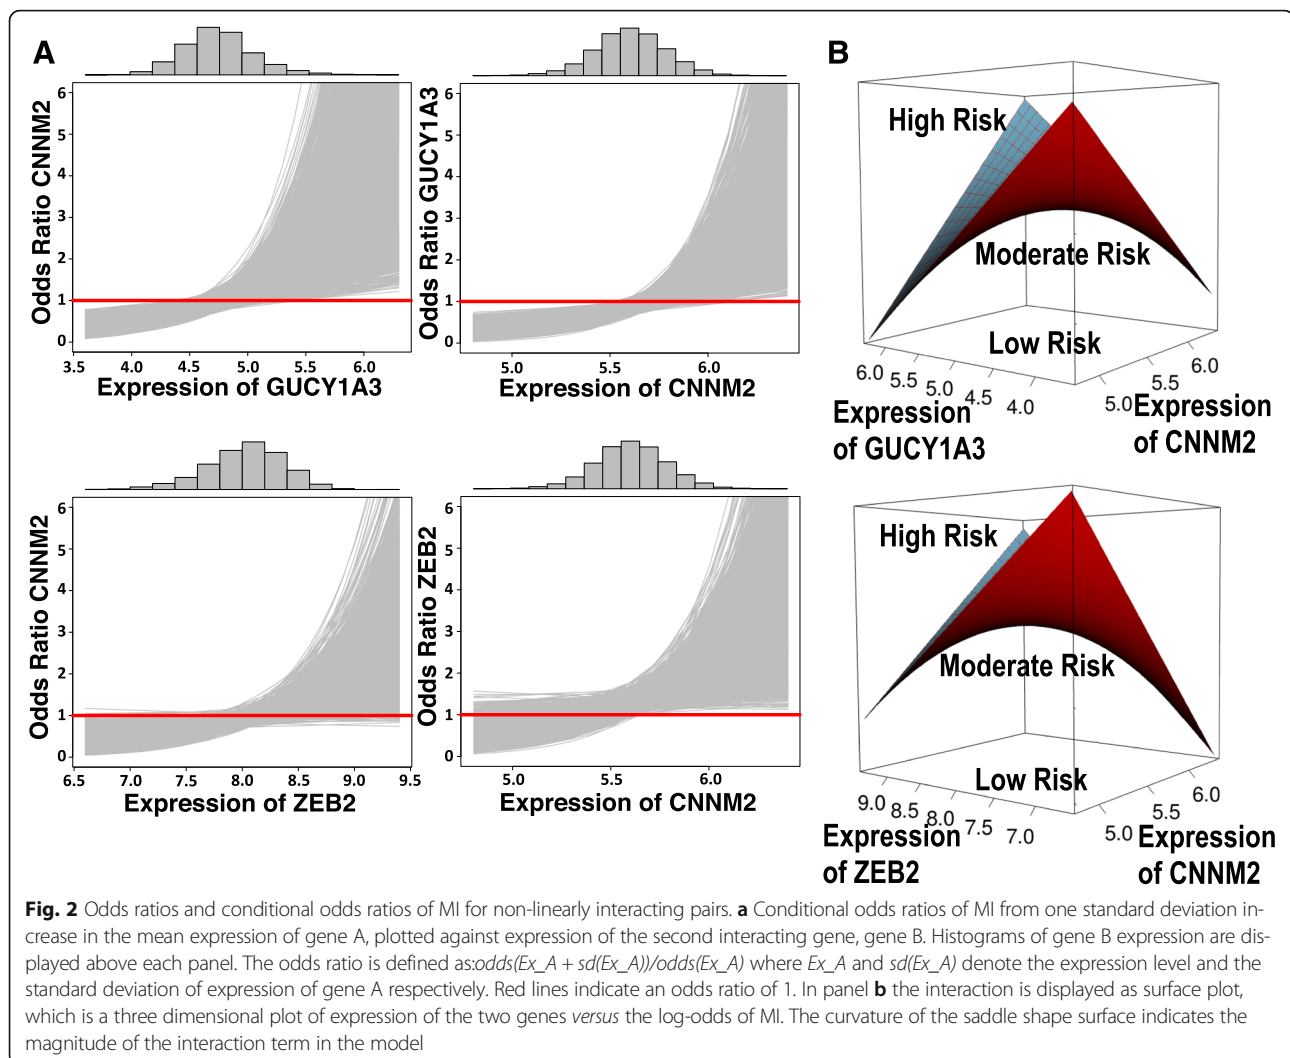 A
B
Odds Ratio CNNM2
6
5
4
3
2
1
0
3.5 4.0 4.5 5.0 5.5 6.0
Expression of GUCY1A3
Odds Ratio GUCY1A3
6
5
4
3
2
1
0
5.0 5.5 6.0
Expression of CNNM2
High Risk
Moderate Risk
Low Risk
6.0 5.5 5.0 4.5 4.0
Expression
of GUCY1A3
5.0 5.5 6.0
Expression
of CNNM2
Odds Ratio CNNM2
6
5
4
3
2
1
0
6.5 7.0 7.5 8.0 8.5 9.0 9.5
Expression of ZEB2
Odds Ratio ZEB2
6
5
4
3
2
1
0
5.0 5.5 6.0
Expression of CNNM2
High Risk
Moderate Risk
Low Risk
9.0 8.5 8.0 7.5 7.0
Expression
of ZEB2
5.0 5.5 6.0
Expression
of CNNM2
Fig. 2 Odds ratios and conditional odds ratios of MI for non-linearly interacting pairs. a Conditional odds ratios of MI from one standard deviation in-
crease in the mean expression of gene A, plotted against expression of the second interacting gene, gene B. Histograms of gene B expression are dis-
played above each panel. The odds ratio is defined as:odds(Ex_A + sd(Ex_A))/odds(Ex_A) where Ex_A and sd(Ex_A) denote the expression level and the
standard deviation of expression of gene A respectively. Red lines indicate an odds ratio of 1. In panel b the interaction is displayed as surface plot,
which is a three dimensional plot of expression of the two genes versus the log-odds of MI. The curvature of the saddle shape surface indicates the
magnitude of the interaction term in the model